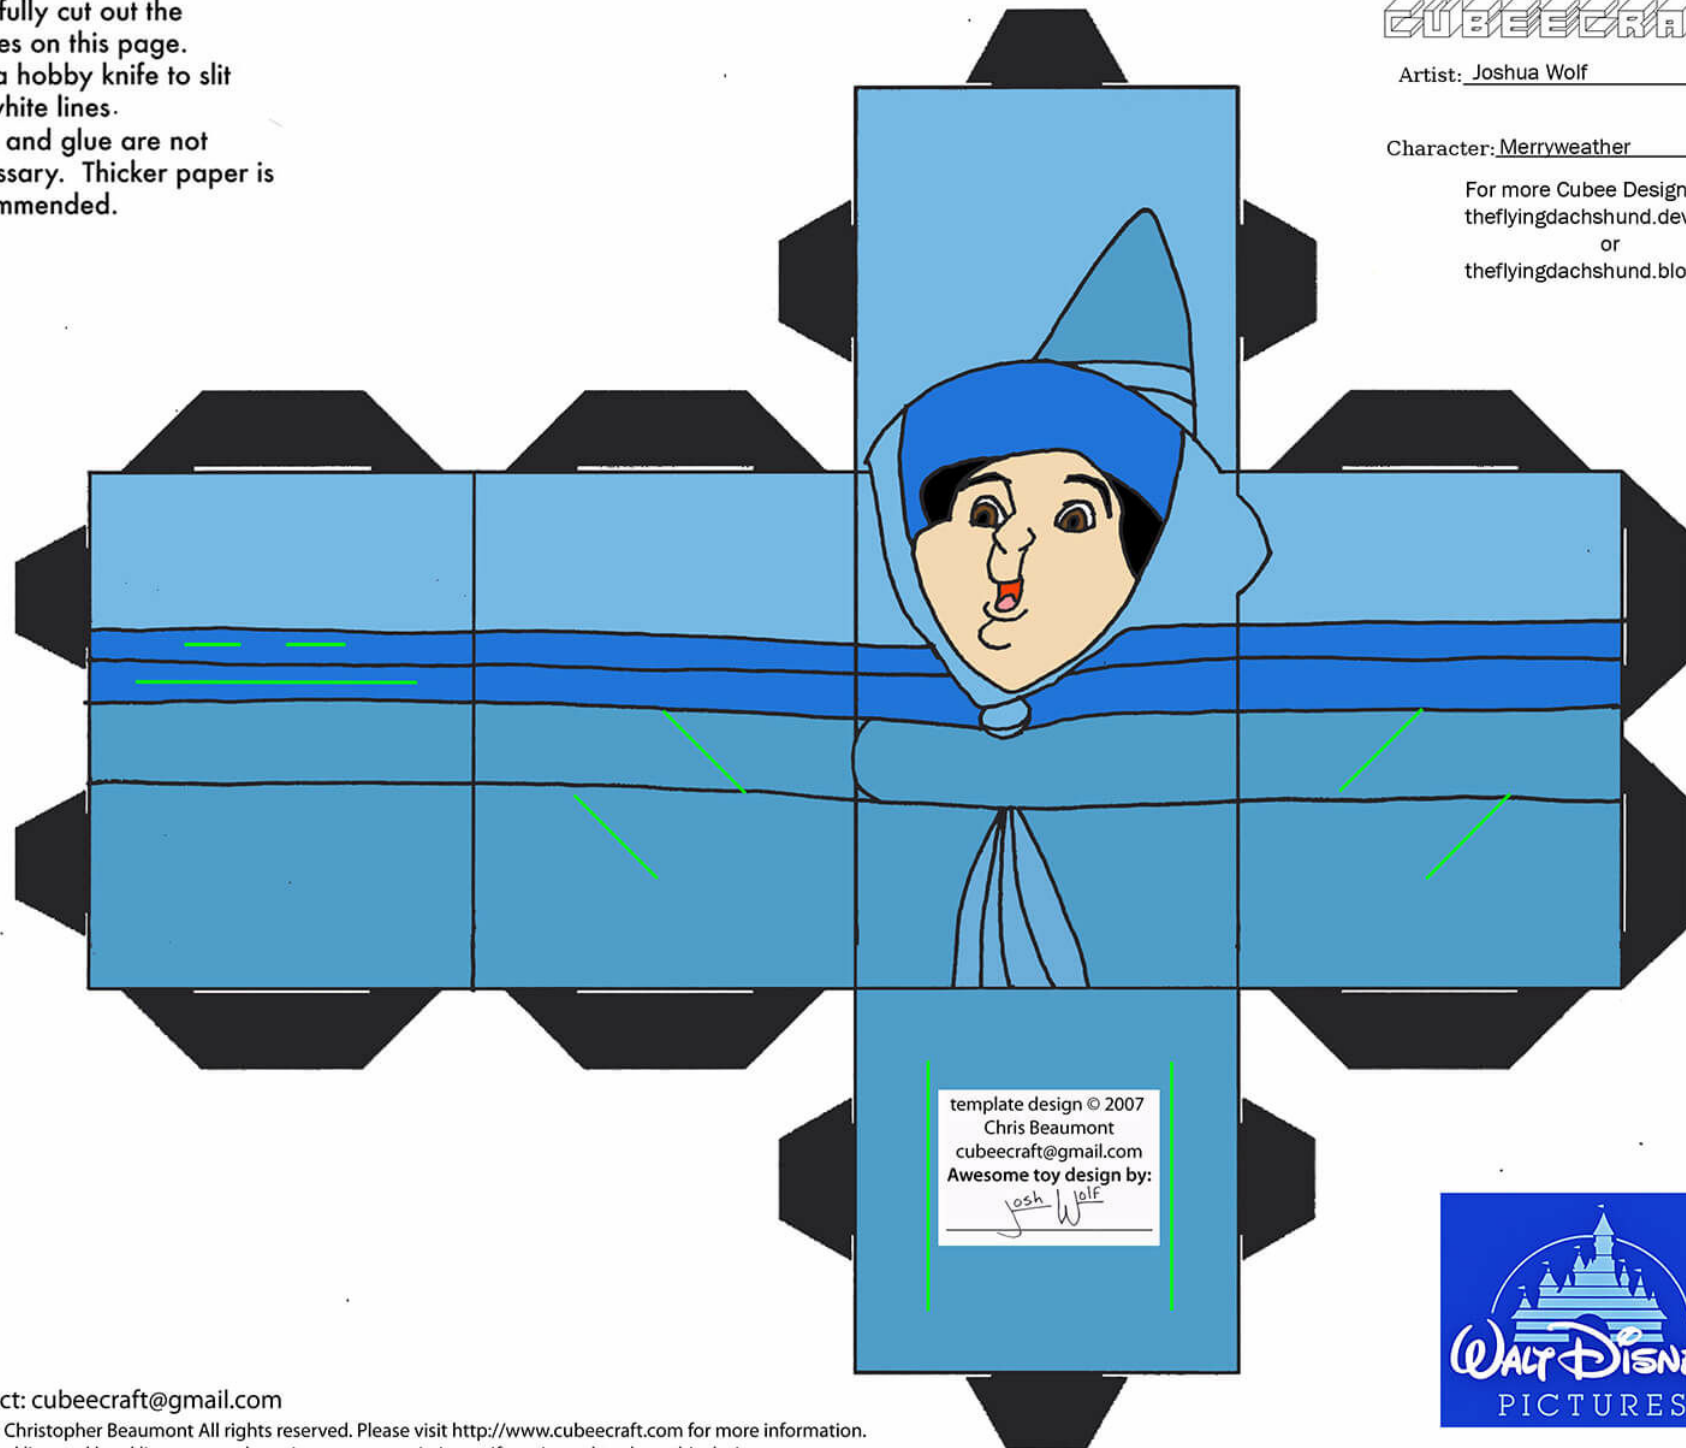 fully cut out the
es on this page.
a hobby knife to slit
white lines.
and glue are not
ssary. Thicker paper is
mmended.
CUBEECRA
Artist: Joshua Wolf
Character: Merryweather
For more Cubee Design
theflyingdachshund.dev
or
theflyingdachshund.blo
template design © 2007
Chris Beaumont
cubeecraft@gmail.com
Awesome toy design by:
Josh Wolf
WALT DISNE
PICTURES
ct: cubeecraft@gmail.com
Christopher Beaumont All rights reserved. Please visit http://www.cubeecraft.com for more information.